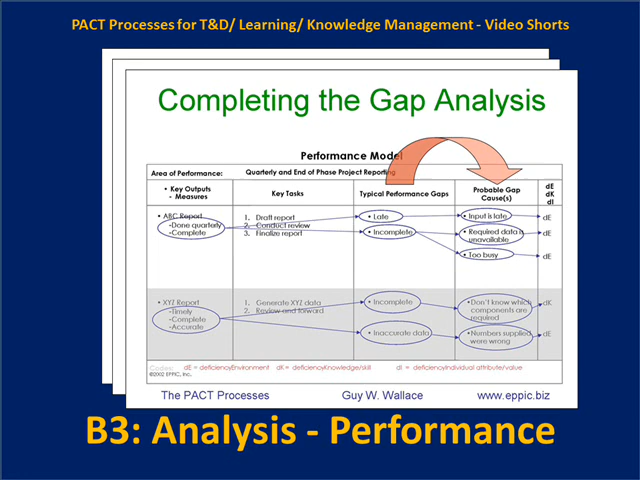 PACT Processes for T&D/ Learning/ Knowledge Management - Video Shorts
Completing the Gap Analysis
Performance Model
Area of Performance: Quarterly and End of Phase Project Reporting
• Key Outputs
- Measures
Key Tasks
Typical Performance Gaps
Probable Gap
Cause(s)
dE
dK
dI
• ABC Report
-Done quarterly
-Complete
1. Draft report
2. Conduct review
3. Finalize report
• Late
• Incomplete
• Input is late
• Required data is
unavailable
• Too busy
dE
dE
dE
• XYZ Report
-Timely
-Complete
-Accurate
1. Generate XYZ data
2. Review and forward
• Incomplete
• Inaccurate data
• Don't know which
components are
required
• Numbers supplied
were wrong
dK
dE
Codes: dE = deficiencyEnvironment dK = deficiencyKnowledge/skill dI = deficiencyIndividual attribute/value
©2002 EPPIC, Inc.
The PACT Processes Guy W. Wallace www.eppic.biz
B3: Analysis - Performance